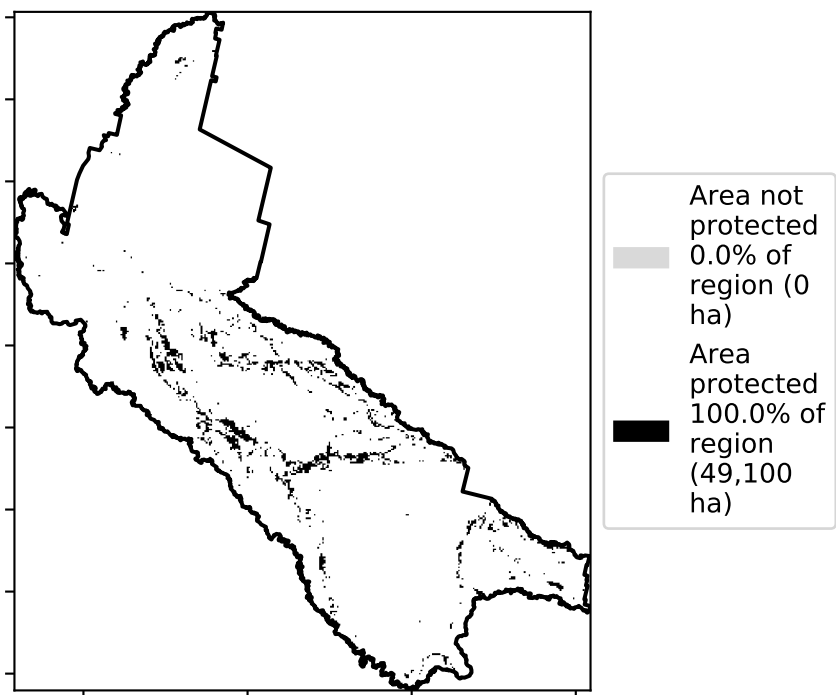 Area not
protected
0.0% of
region (0
ha)
Area
protected
100.0% of
region
(49,100
ha)